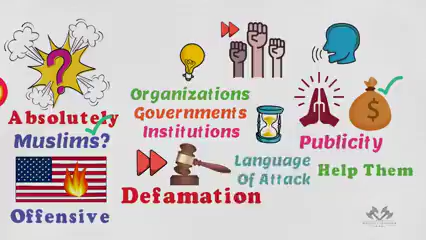 Absolutely
Muslims?
Offensive
Organizations
Governments
Institutions
Defamation
Language
Of Attack
Publicity
Help Them